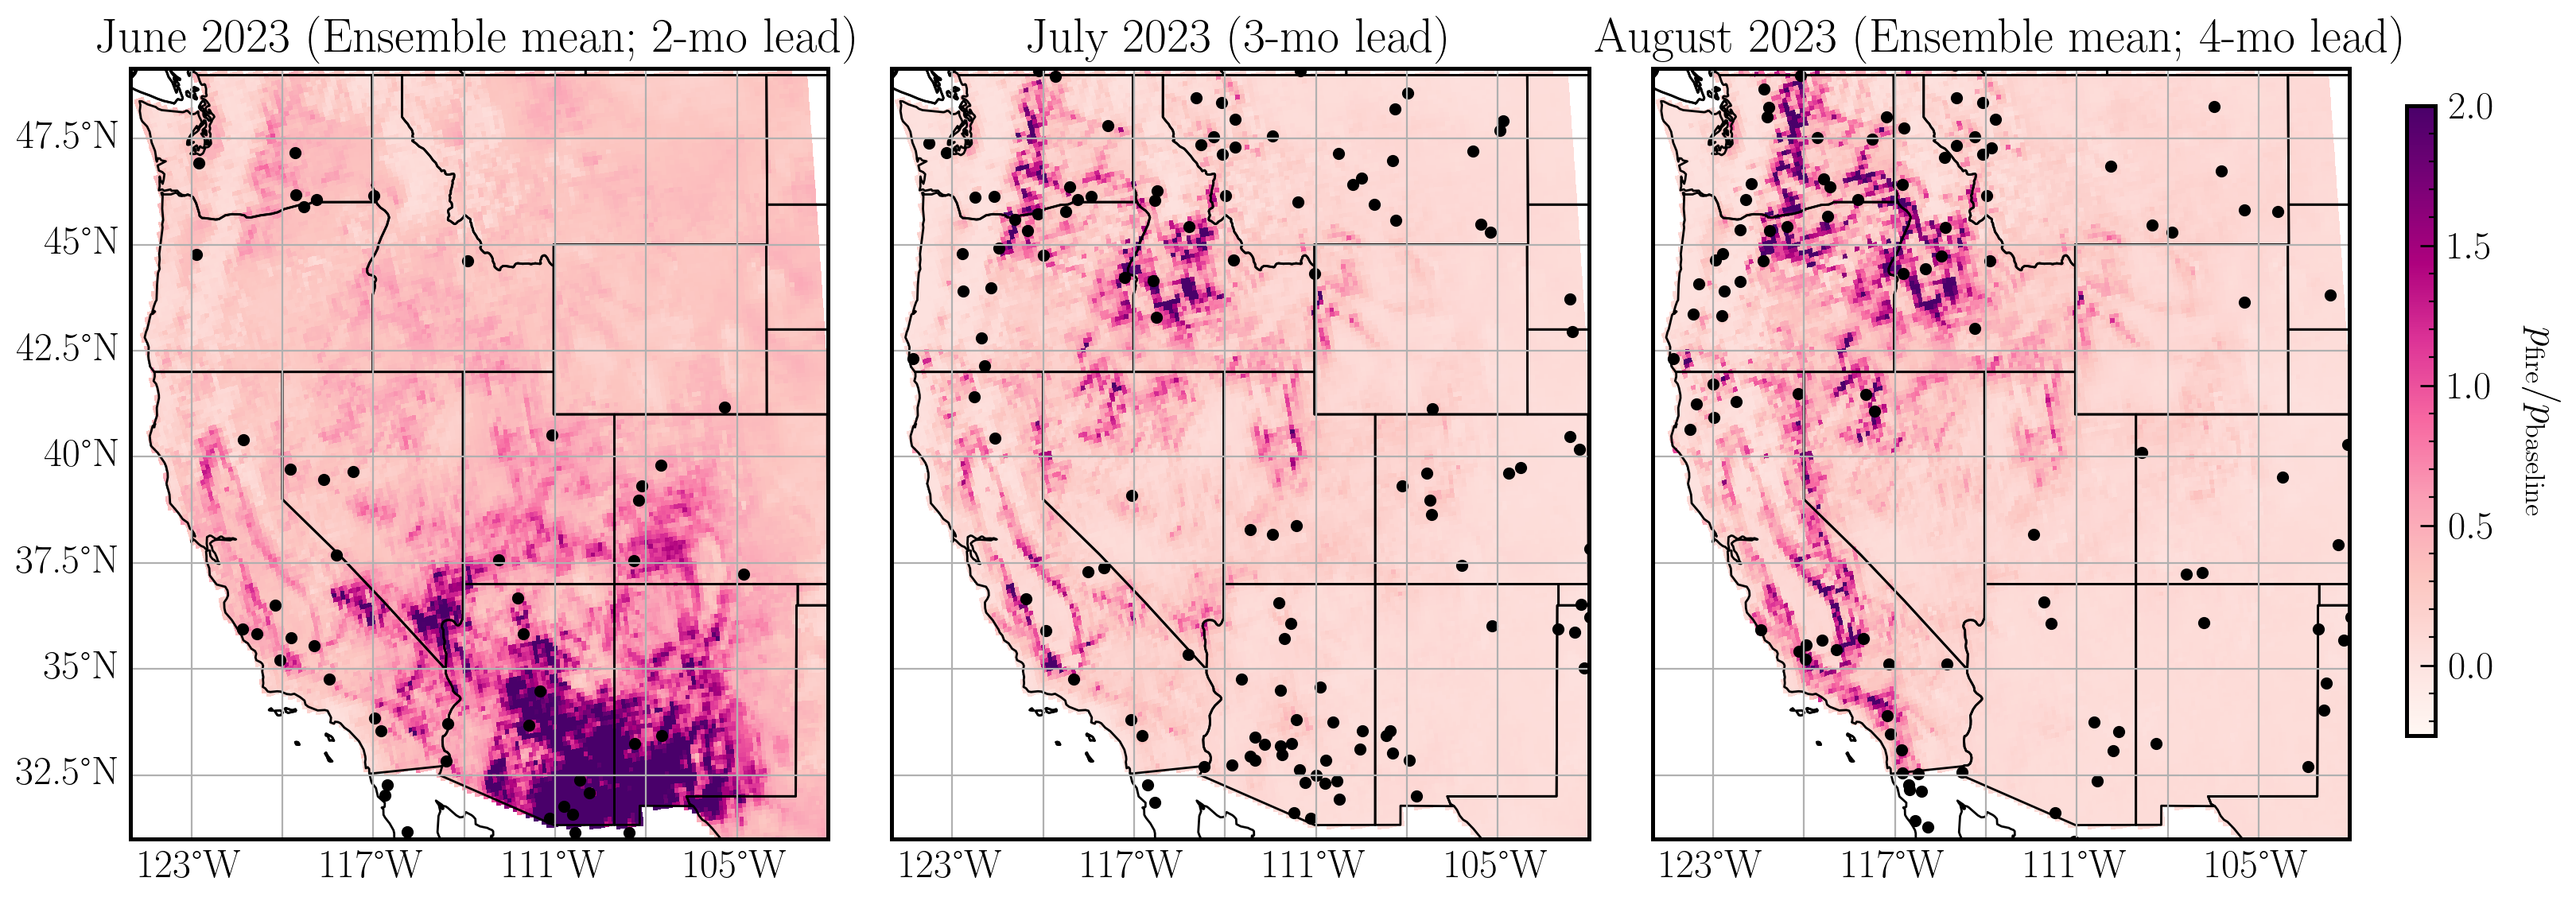 June 2023 (Ensemble mean; 2-mo lead)
July 2023 (3-mo lead)
August 2023 (Ensemble mean; 4-mo lead)
47.5°N
45°N
42.5°N
40°N
37.5°N
35°N
32.5°N
123°W 117°W 111°W 105°W
123°W 117°W 111°W 105°W
123°W 117°W 111°W 105°W
2.0
1.5
1.0
0.5
0.0
pfire/pbaseline